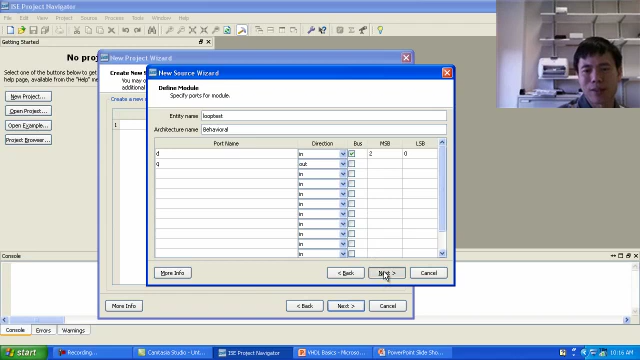 ISE Project Navigator
File Edit View Project Source Process Tools Window Layout Help
Getting Started
No proj
Select one of the buttons below to get
help page, available from the "Help" me
New Project...
Open Project...
Open Example...
Project Browser...
New Project Wizard
Create New S
You may o
additional
Create a new
1
New Source Wizard
Define Module
Specify ports for module.
Entity name looptest
Architecture name Behavioral
Port Name Direction Bus MSB LSB
d in 2 0
q out
in
in
in
in
in
in
in
in
in
More Info < Back Next > Cancel
More Info < Back Next > Cancel
Console
Console Errors Warnings
start Recording... Camtasia Studio - Unt... ISE Project Navigator VHDL Basics - Microso... PowerPoint Slide Sho... 10:16 AM